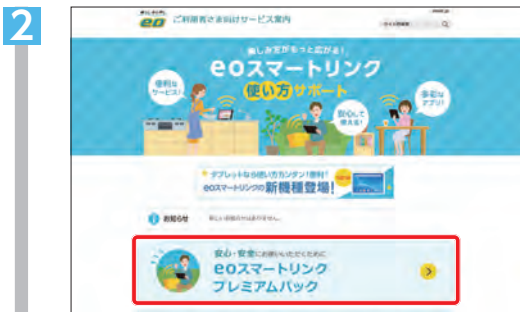 2
eo ご利用者さま向けサービス案内
楽しみ方がもっと広がる!
eoスマートリンク
使い方サポート
便利な
サービス!
安心して
使える!
多彩な
アプリ!
タブレットなら使い方カンタン!便利!
eoスマートリンクの新機種登場!
お知らせ
安心・安全にお使いいただくために
eoスマートリンク
プレミアムパック